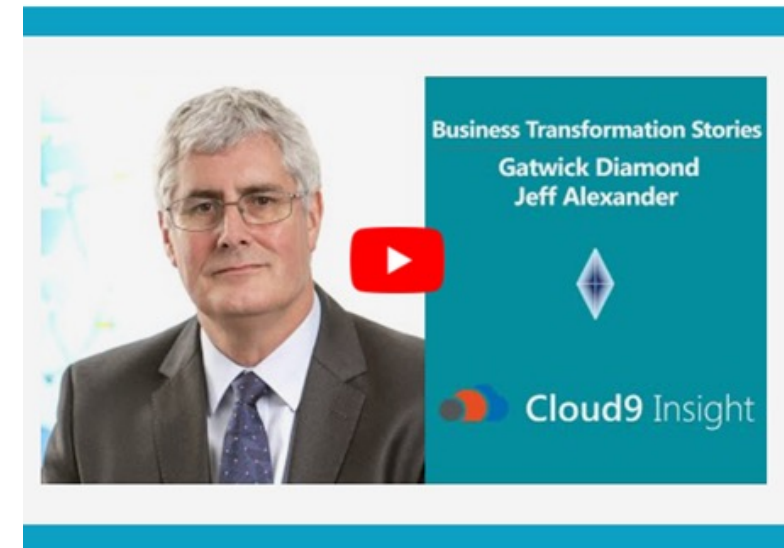 Business Transformation Stories
Gatwick Diamond
Jeff Alexander
Cloud9 Insight